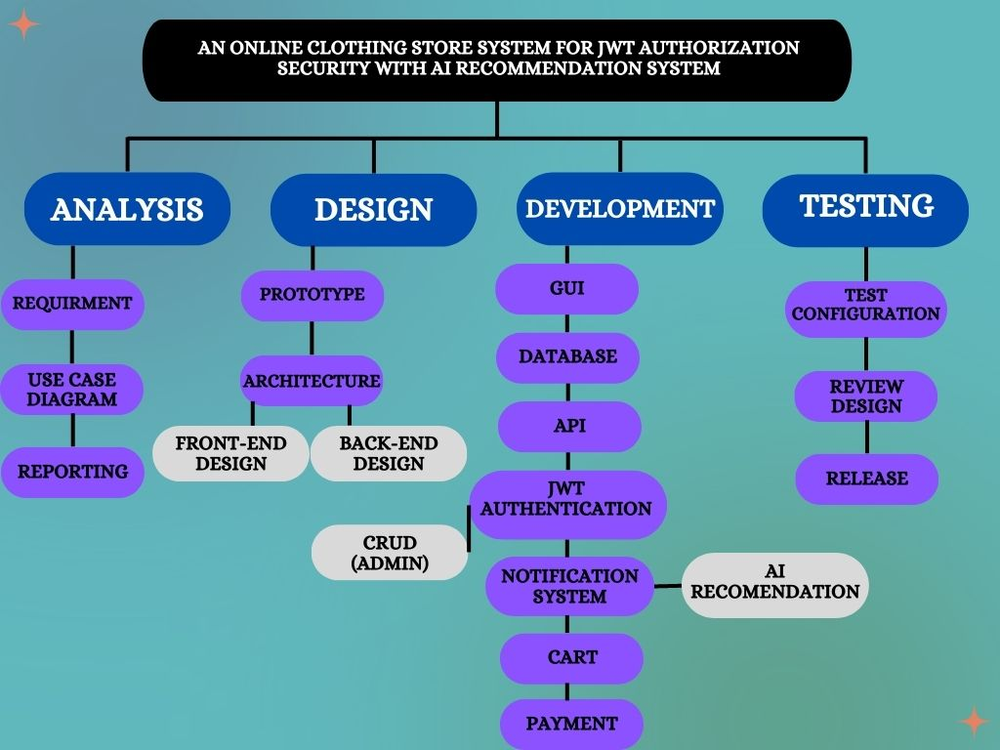 AN ONLINE CLOTHING STORE SYSTEM FOR JWT AUTHORIZATION
SECURITY WITH AI RECOMMENDATION SYSTEM
ANALYSIS
DESIGN
DEVELOPMENT
TESTING
REQUIRMENT
USE CASE
DIAGRAM
REPORTING
PROTOTYPE
ARCHITECTURE
FRONT-END
DESIGN
BACK-END
DESIGN
GUI
DATABASE
API
JWT
AUTHENTICATION
CRUD
(ADMIN)
NOTIFICATION
SYSTEM
AI
RECOMENDATION
CART
PAYMENT
TEST
CONFIGURATION
REVIEW
DESIGN
RELEASE